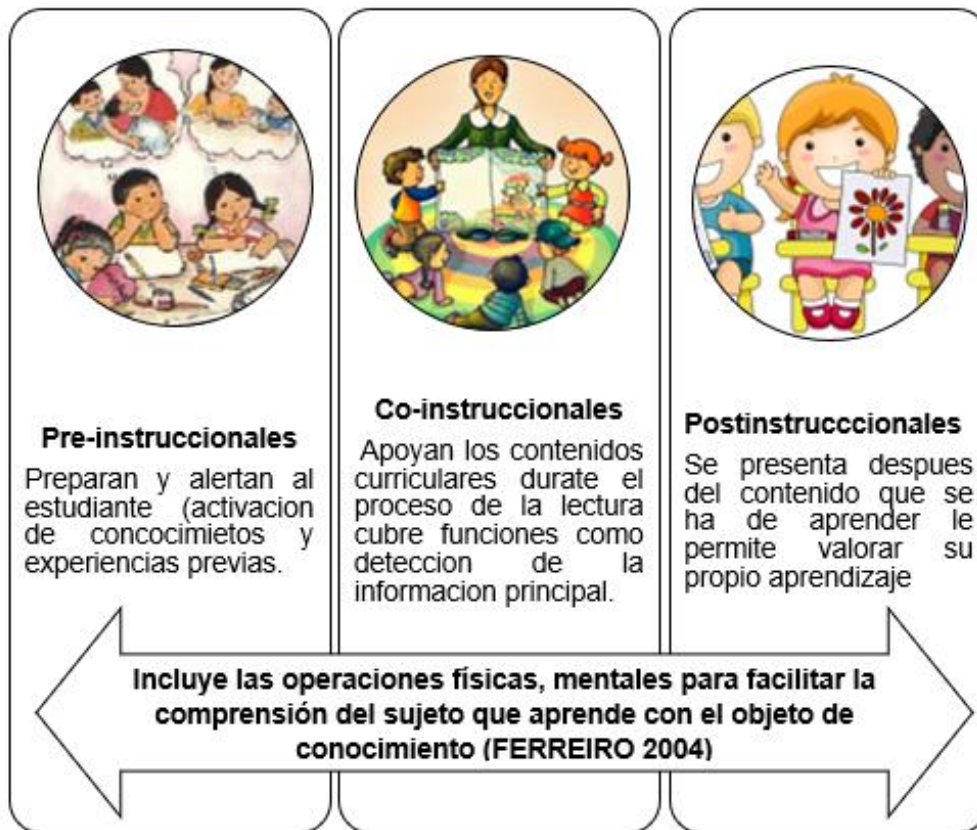 Pre-instruccionales
Preparan y alertan al
estudiante (activacion
de concocimietos y
experiencias previas.
Co-instruccionales
Apoyan los contenidos
curriculares durate el
proceso de la lectura
cubre funciones como
deteccion de la
informacion principal.
Postinstrucccionales
Se presenta despues
del contenido que se
ha de aprender le
permite valorar su
propio aprendizaje
Incluye las operaciones físicas, mentales para facilitar la
comprensión del sujeto que aprende con el objeto de
conocimiento (FERREIRO 2004)